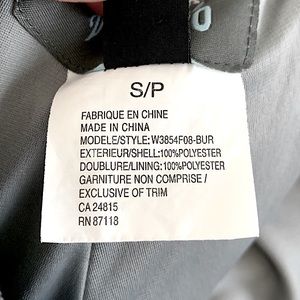 S/P
FABRIQUE EN CHINE
MADE IN CHINA
MODELE/STYLE:W3854F08-BUR
EXTERIEUR/SHELL:100%POLYESTER
DOUBLURE/LINING:100%POLYESTER
GARNITURE NON COMPRISE /
EXCLUSIVE OF TRIM
CA 24815
RN 87118